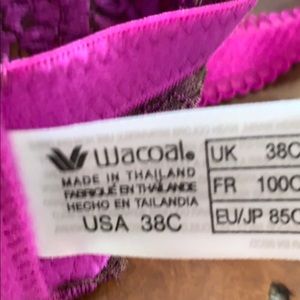 wacoal®
MADE IN THAILAND
FABRIQUÉ EN THAÏLANDE
HECHO EN TAILANDIA
USA 38C
UK 38C
FR 100C
EU/JP 85C